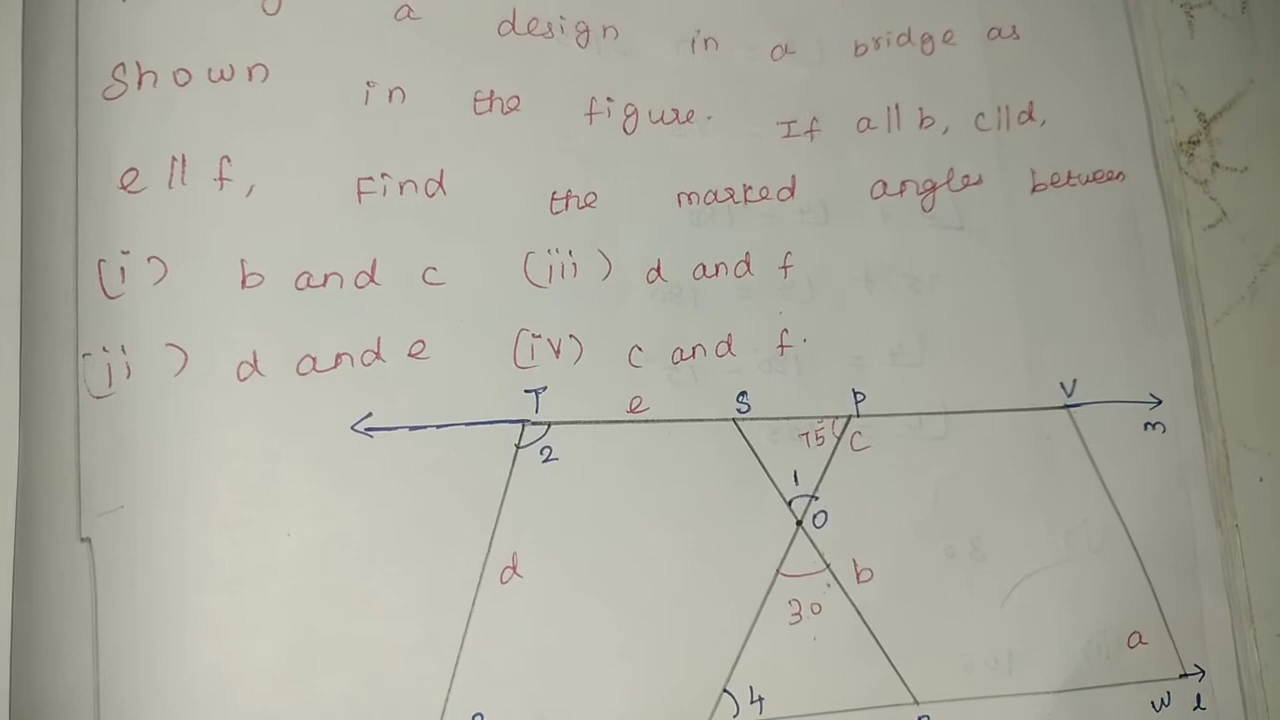 a design in a bridge as
shown in the figure. If a || b, c || d,
e || f, Find the marked angles between
(i) b and c (iii) d and f
(ii) d and e (iv) c and f.
T e S P V
m
2 75° C
1
O
d b
30
a
4
W l